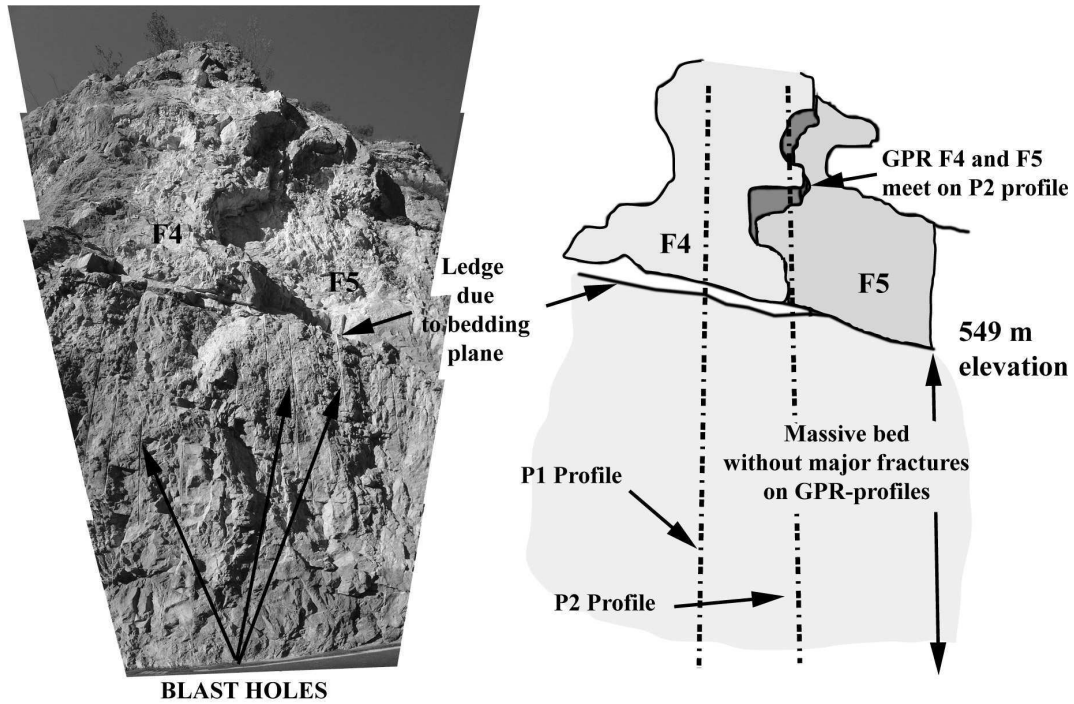 F4
F5
Ledge
due
to bedding
plane
BLAST HOLES
GPR F4 and F5
meet on P2 profile
F4
F5
549 m
elevation
Massive bed
without major fractures
on GPR-profiles
P1 Profile
P2 Profile